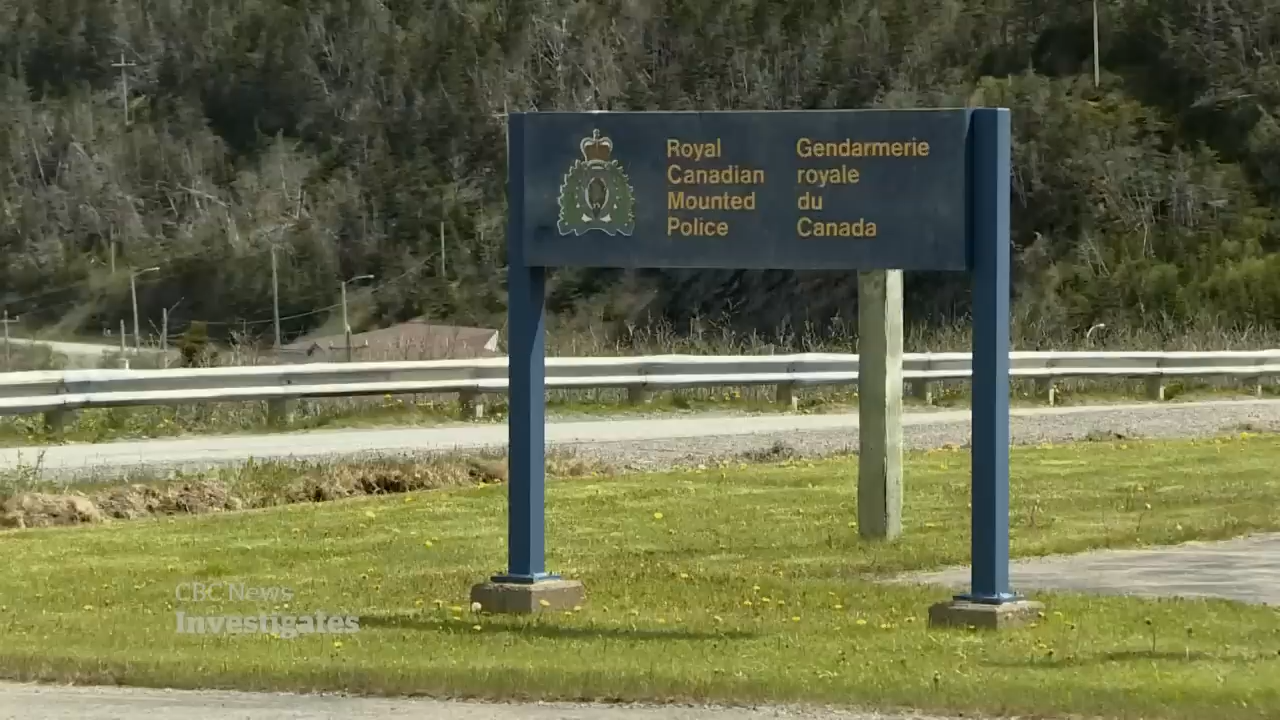 Royal
Canadian
Mounted
Police
Gendarmerie
royale
du
Canada
CBC News
Investigates